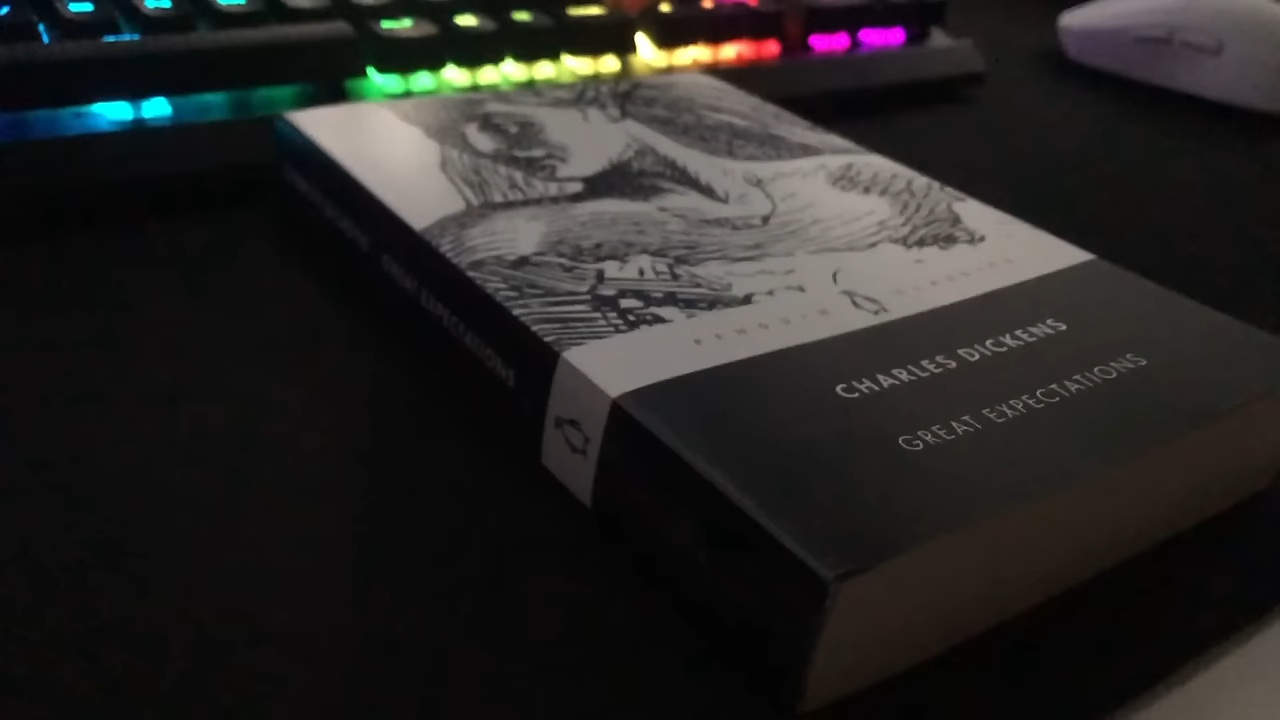 PENGUIN CLASSICS
CHARLES DICKENS
GREAT EXPECTATIONS
GREAT EXPECTATIONS